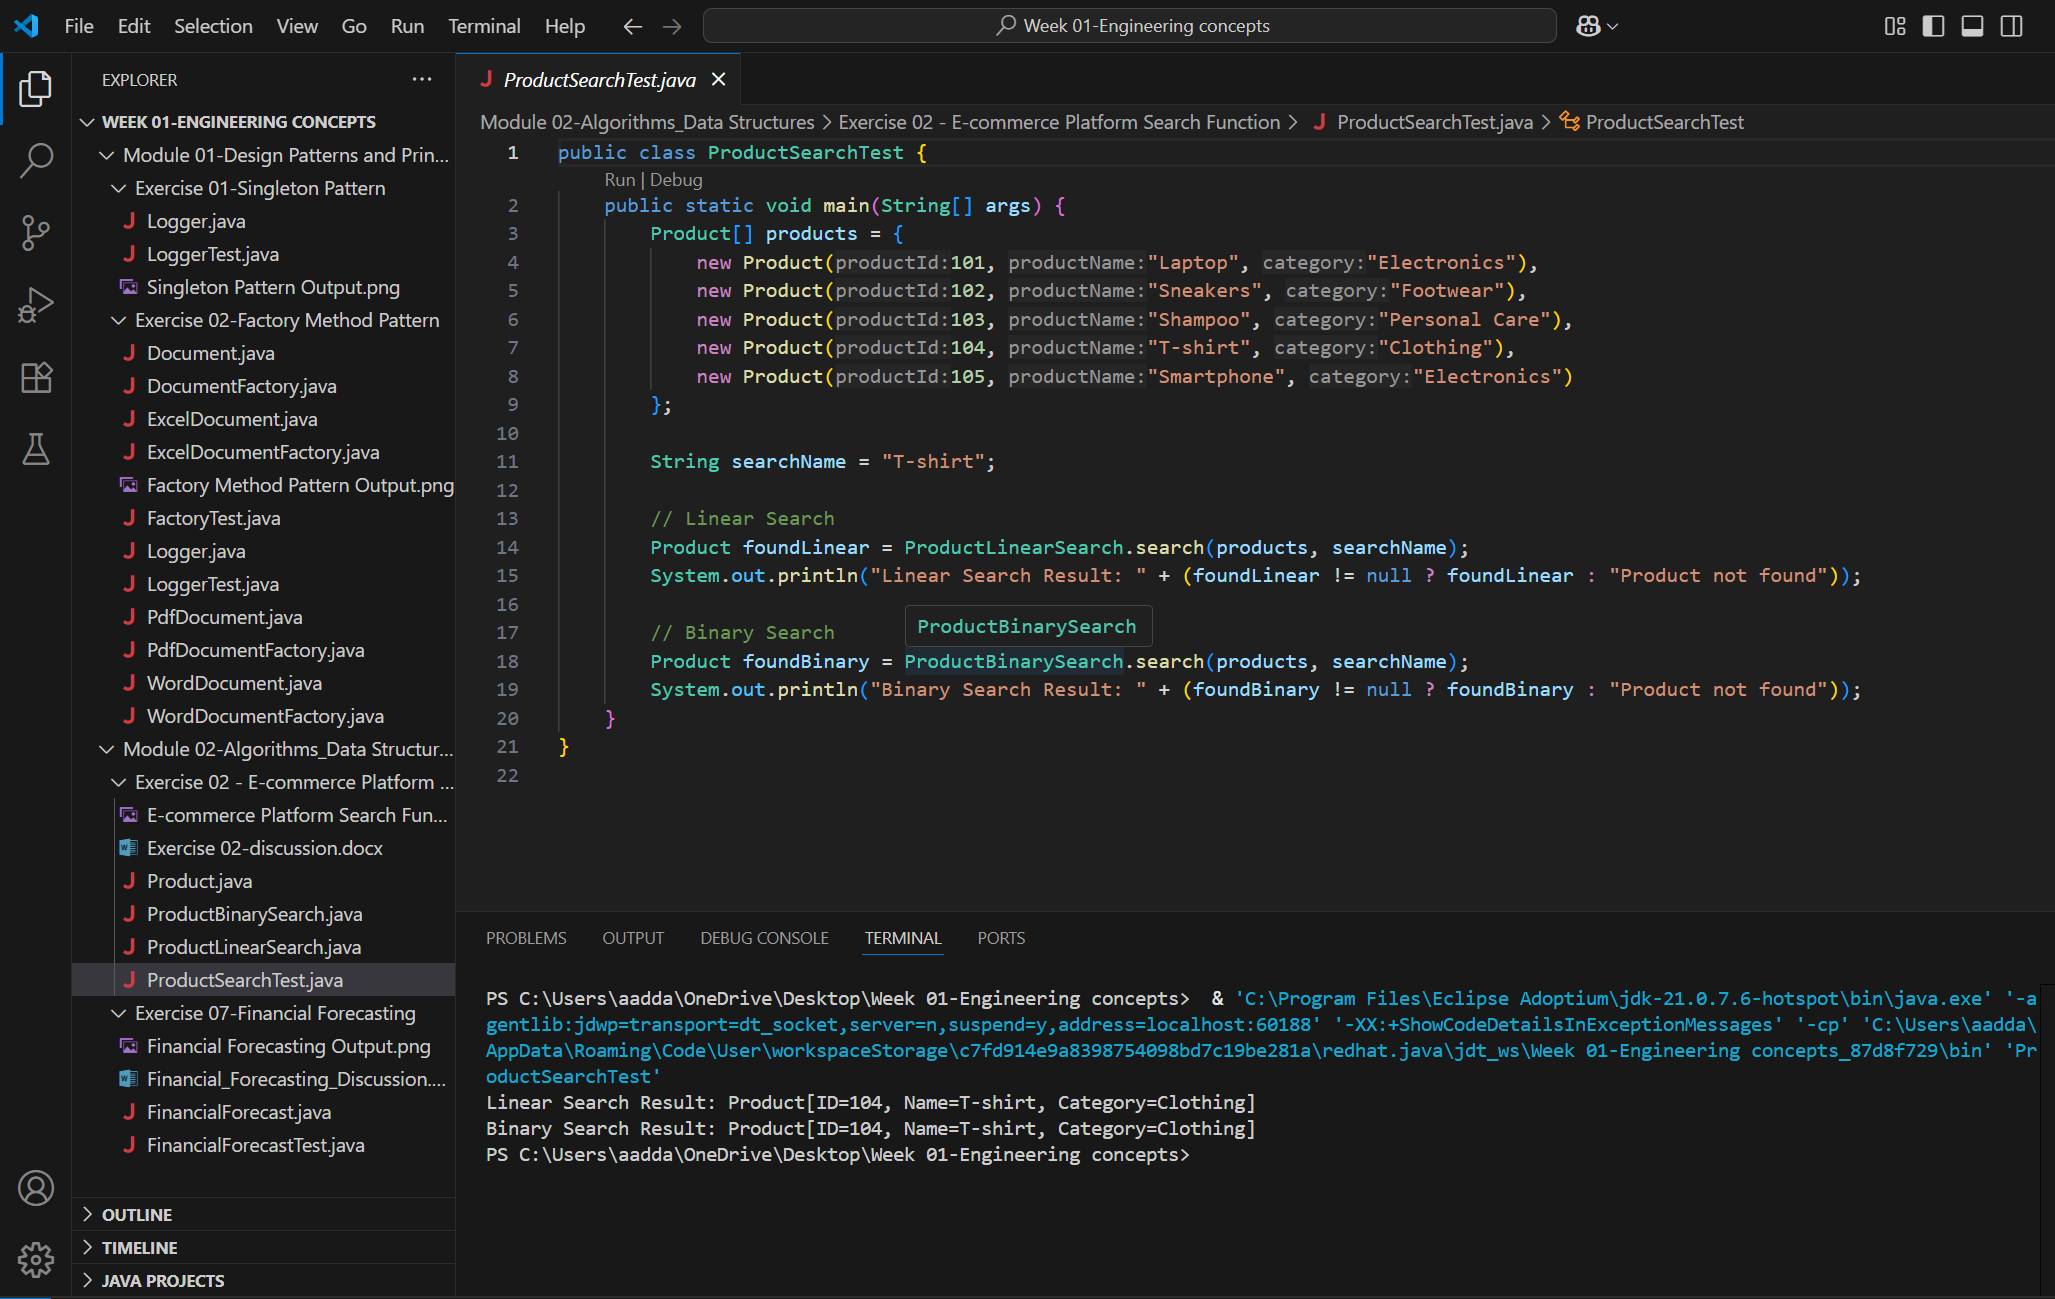 File Edit Selection View Go Run Terminal Help
Week 01-Engineering concepts
EXPLORER
WEEK 01-ENGINEERING CONCEPTS
Module 01-Design Patterns and Prin...
Exercise 01-Singleton Pattern
Logger.java
LoggerTest.java
Singleton Pattern Output.png
Exercise 02-Factory Method Pattern
Document.java
DocumentFactory.java
ExcelDocument.java
ExcelDocumentFactory.java
Factory Method Pattern Output.png
FactoryTest.java
Logger.java
LoggerTest.java
PdfDocument.java
PdfDocumentFactory.java
WordDocument.java
WordDocumentFactory.java
Module 02-Algorithms_Data Structur...
Exercise 02 - E-commerce Platform ...
E-commerce Platform Search Fun...
Exercise 02-discussion.docx
Product.java
ProductBinarySearch.java
ProductLinearSearch.java
ProductSearchTest.java
Exercise 07-Financial Forecasting
Financial Forecasting Output.png
Financial_Forecasting_Discussion....
FinancialForecast.java
FinancialForecastTest.java
OUTLINE
TIMELINE
JAVA PROJECTS
ProductSearchTest.java
Module 02-Algorithms_Data Structures > Exercise 02 - E-commerce Platform Search Function > ProductSearchTest.java > ProductSearchTest
1 public class ProductSearchTest {
Run | Debug
2 public static void main(String[] args) {
3 Product[] products = {
4 new Product(productId:101, productName:"Laptop", category:"Electronics"),
5 new Product(productId:102, productName:"Sneakers", category:"Footwear"),
6 new Product(productId:103, productName:"Shampoo", category:"Personal Care"),
7 new Product(productId:104, productName:"T-shirt", category:"Clothing"),
8 new Product(productId:105, productName:"Smartphone", category:"Electronics")
9 };
10
11 String searchName = "T-shirt";
12
13 // Linear Search
14 Product foundLinear = ProductLinearSearch.search(products, searchName);
15 System.out.println("Linear Search Result: " + (foundLinear != null ? foundLinear : "Product not found"));
16
ProductBinarySearch
17 // Binary Search
18 Product foundBinary = ProductBinarySearch.search(products, searchName);
19 System.out.println("Binary Search Result: " + (foundBinary != null ? foundBinary : "Product not found"));
20 }
21 }
22
PROBLEMS OUTPUT DEBUG CONSOLE TERMINAL PORTS
PS C:\Users\aadda\OneDrive\Desktop\Week 01-Engineering concepts> & 'C:\Program Files\Eclipse Adoptium\jdk-21.0.7.6-hotspot\bin\java.exe' '-a
gentlib:jdwp=transport=dt_socket,server=n,suspend=y,address=localhost:60188' '-XX:+ShowCodeDetailsInExceptionMessages' '-cp' 'C:\Users\aadda\
AppData\Roaming\Code\User\workspaceStorage\c7fd914e9a8398754098bd7c19be281a\redhat.java\jdt_ws\Week 01-Engineering concepts_87d8f729\bin' 'Pr
oductSearchTest'
Linear Search Result: Product[ID=104, Name=T-shirt, Category=Clothing]
Binary Search Result: Product[ID=104, Name=T-shirt, Category=Clothing]
PS C:\Users\aadda\OneDrive\Desktop\Week 01-Engineering concepts>